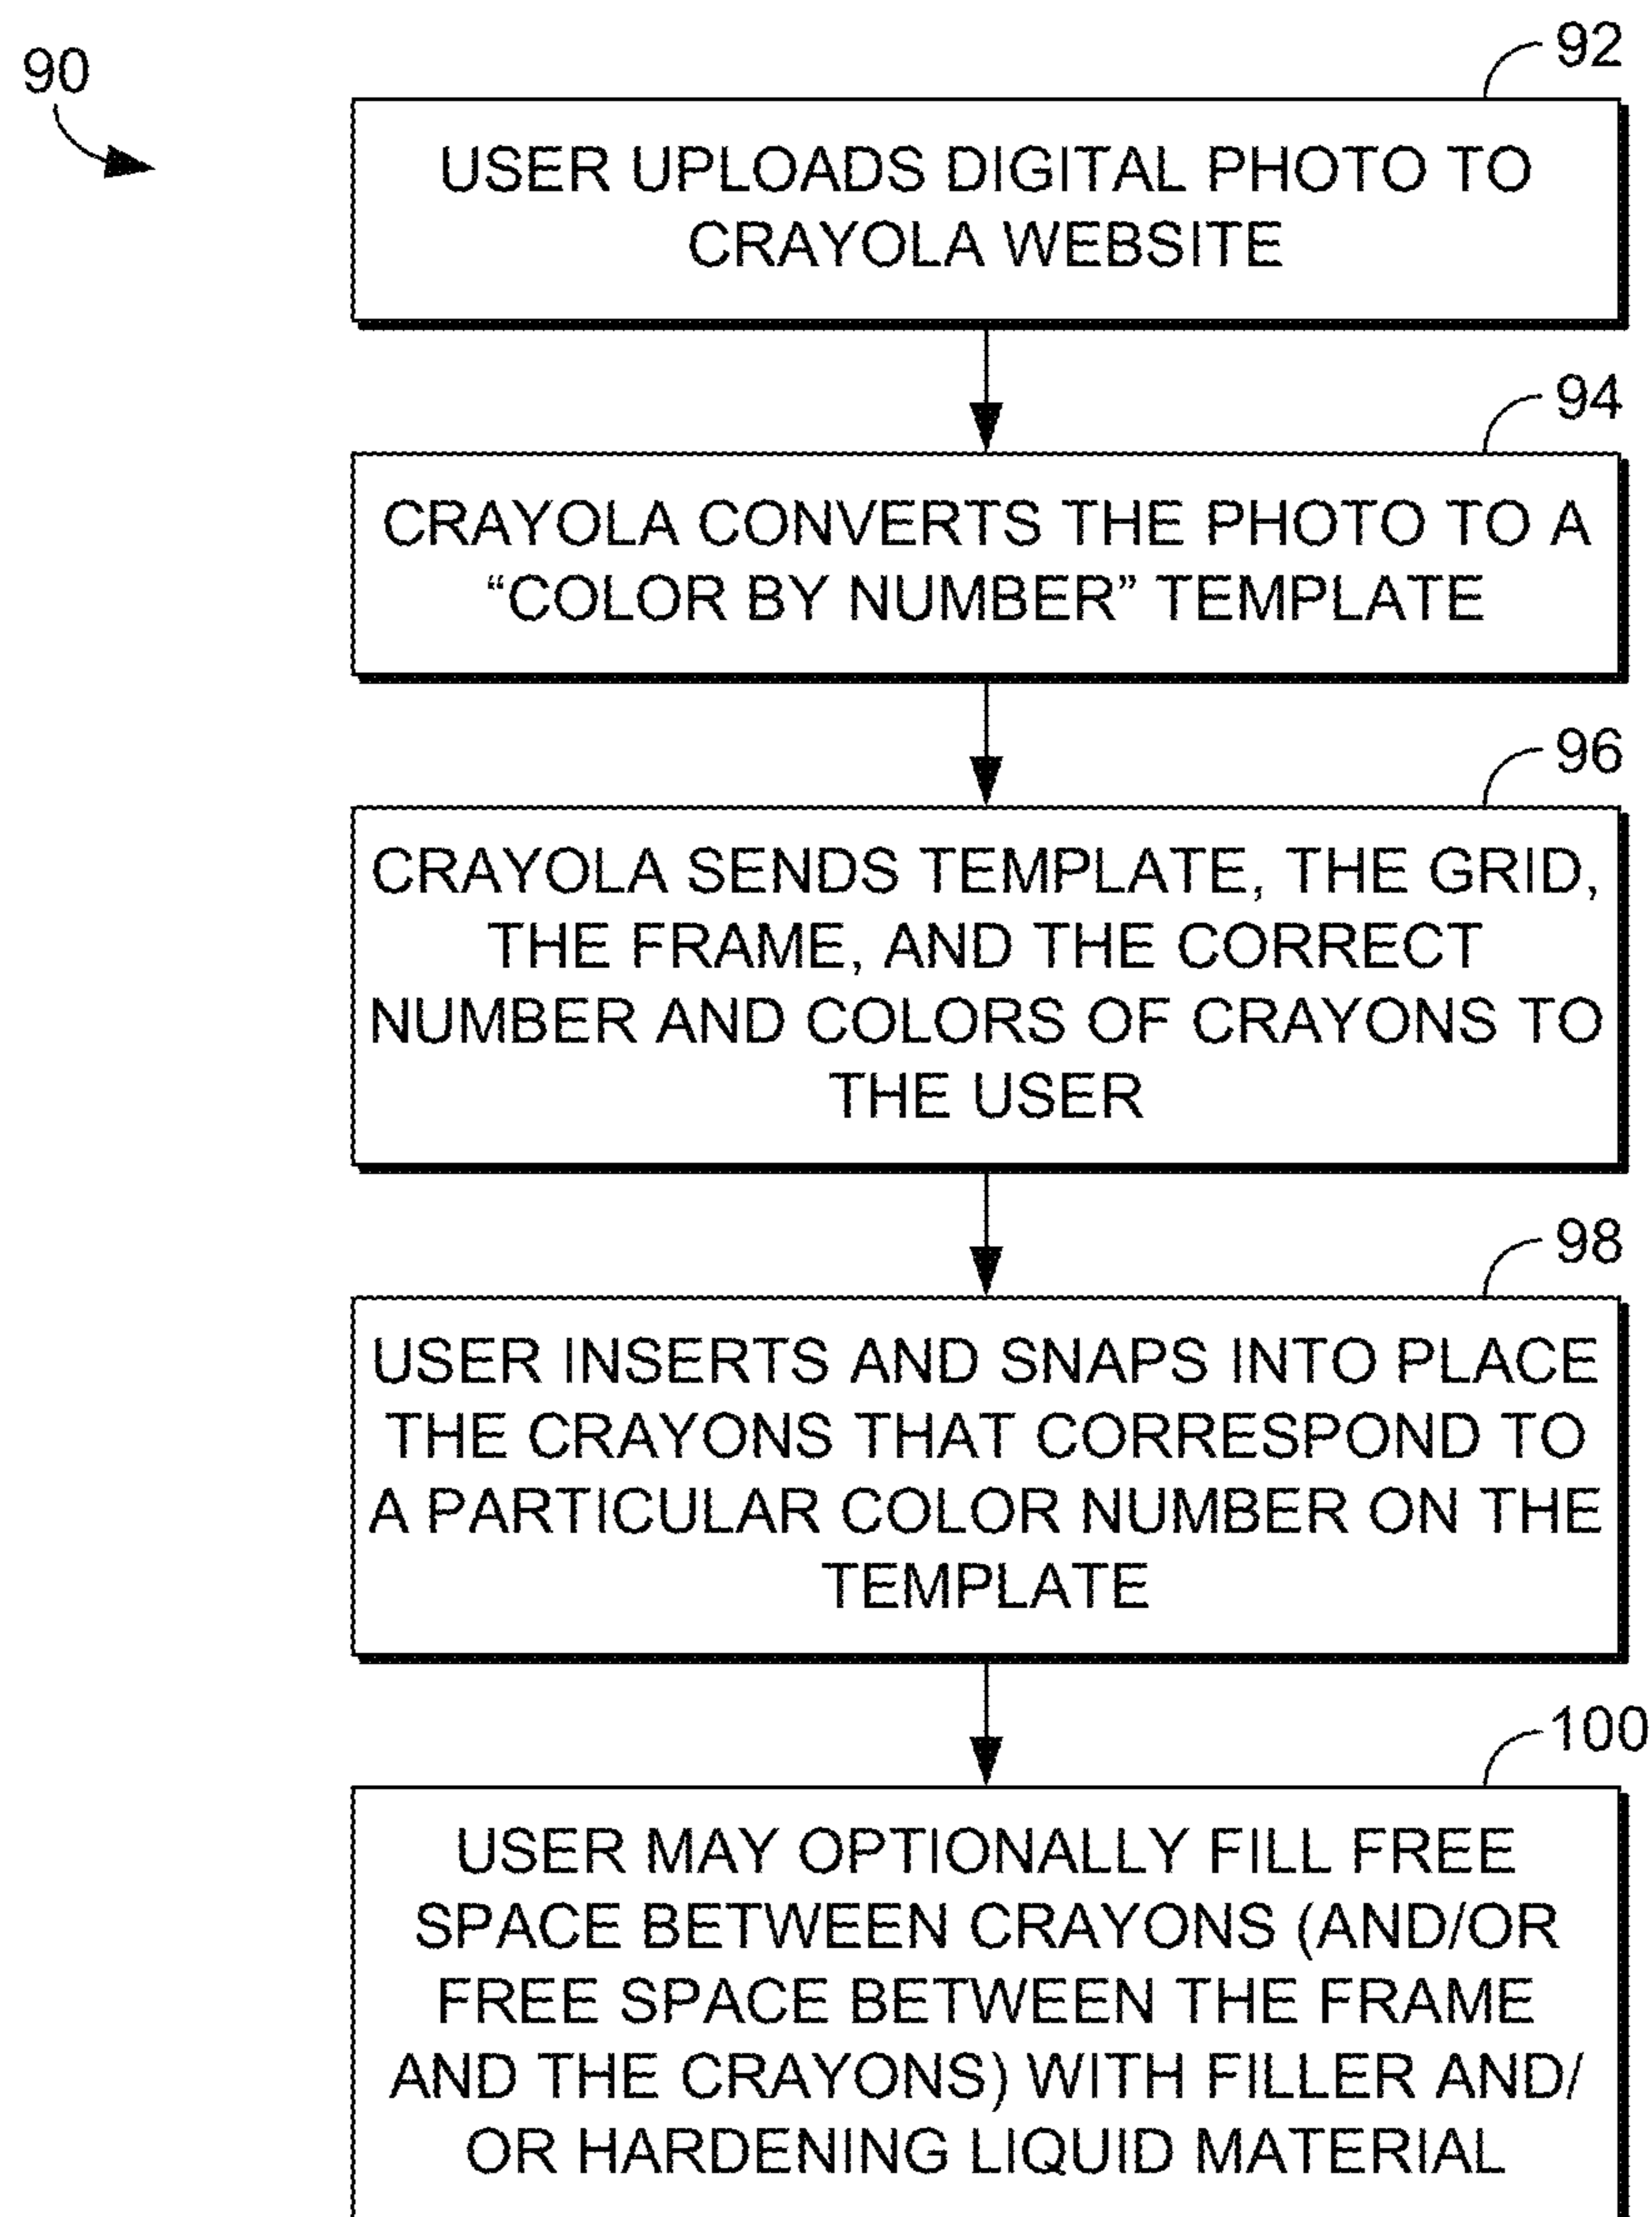 90
92
USER UPLOADS DIGITAL PHOTO TO
CRAYOLA WEBSITE
94
CRAYOLA CONVERTS THE PHOTO TO A
“COLOR BY NUMBER” TEMPLATE
96
CRAYOLA SENDS TEMPLATE, THE GRID,
THE FRAME, AND THE CORRECT
NUMBER AND COLORS OF CRAYONS TO
THE USER
98
USER INSERTS AND SNAPS INTO PLACE
THE CRAYONS THAT CORRESPOND TO
A PARTICULAR COLOR NUMBER ON THE
TEMPLATE
100
USER MAY OPTIONALLY FILL FREE
SPACE BETWEEN CRAYONS (AND/OR
FREE SPACE BETWEEN THE FRAME
AND THE CRAYONS) WITH FILLER AND/
OR HARDENING LIQUID MATERIAL